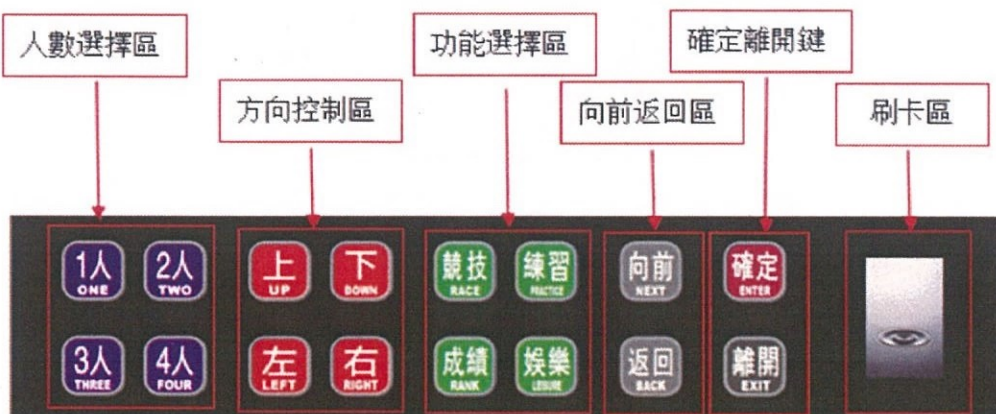 人數選擇區
功能選擇區
確定離開鍵
方向控制區
向前返回區
刷卡區
1人
ONE
2人
TWO
上
UP
下
DOWN
競技
RACE
練習
PRACTICE
向前
NEXT
確定
ENTER
3人
THREE
4人
FOUR
左
LEFT
右
RIGHT
成績
RANK
娛樂
LEISURE
返回
BACK
離開
EXIT